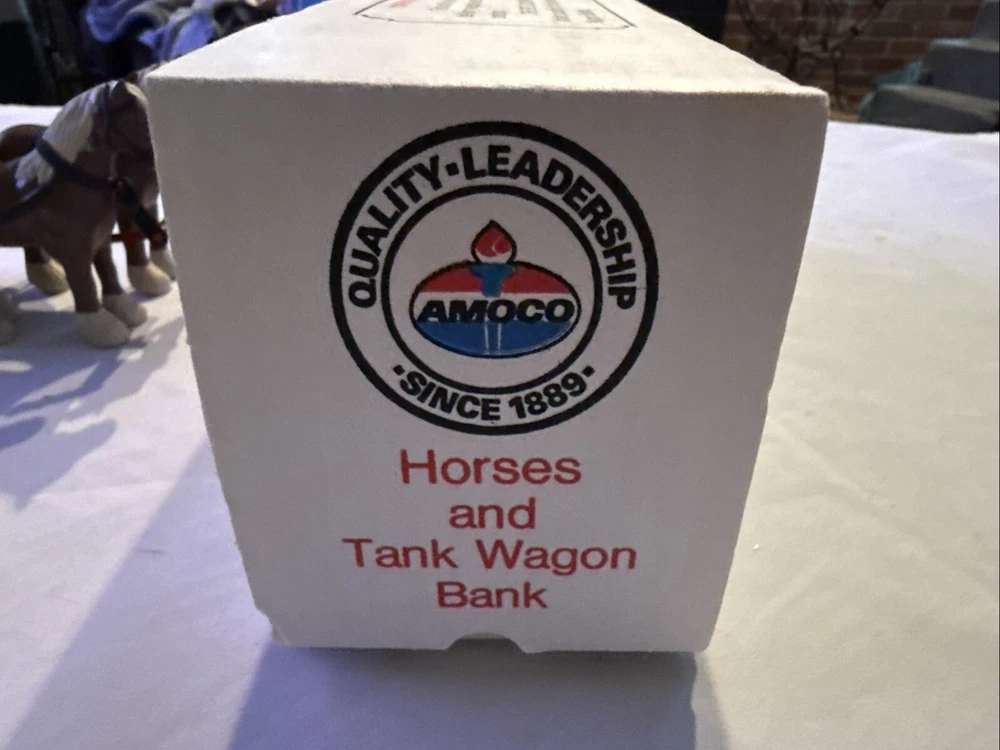 QUALITY·LEADERSHIP
AMOCO
·SINCE 1889·
Horses
and
Tank Wagon
Bank